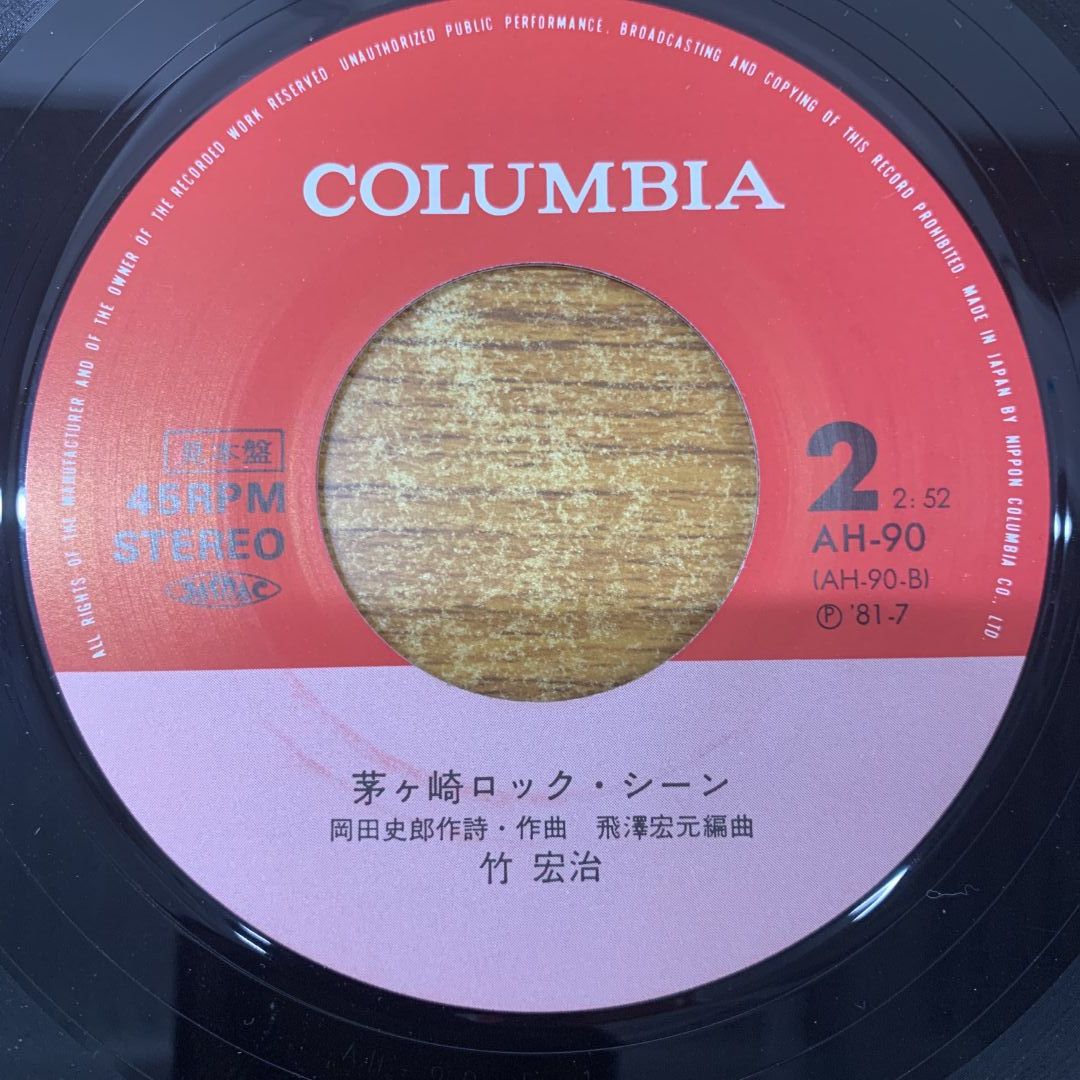 ALL RIGHTS OF THE MANUFACTURER AND OF THE OWNER OF THE RECORDED WORK RESERVED. UNAUTHORIZED PUBLIC PERFORMANCE, BROADCASTING AND COPYING OF THIS RECORD PROHIBITED. MADE IN JAPAN BY NIPPON COLUMBIA CO., LTD.
COLUMBIA
見本盤
45RPM
STEREO
2 2:52
AH-90
(AH-90-B)
Ⓟ '81-7
茅ヶ崎ロック・シーン
岡田史郎作詩・作曲 飛澤宏元編曲
竹 宏治